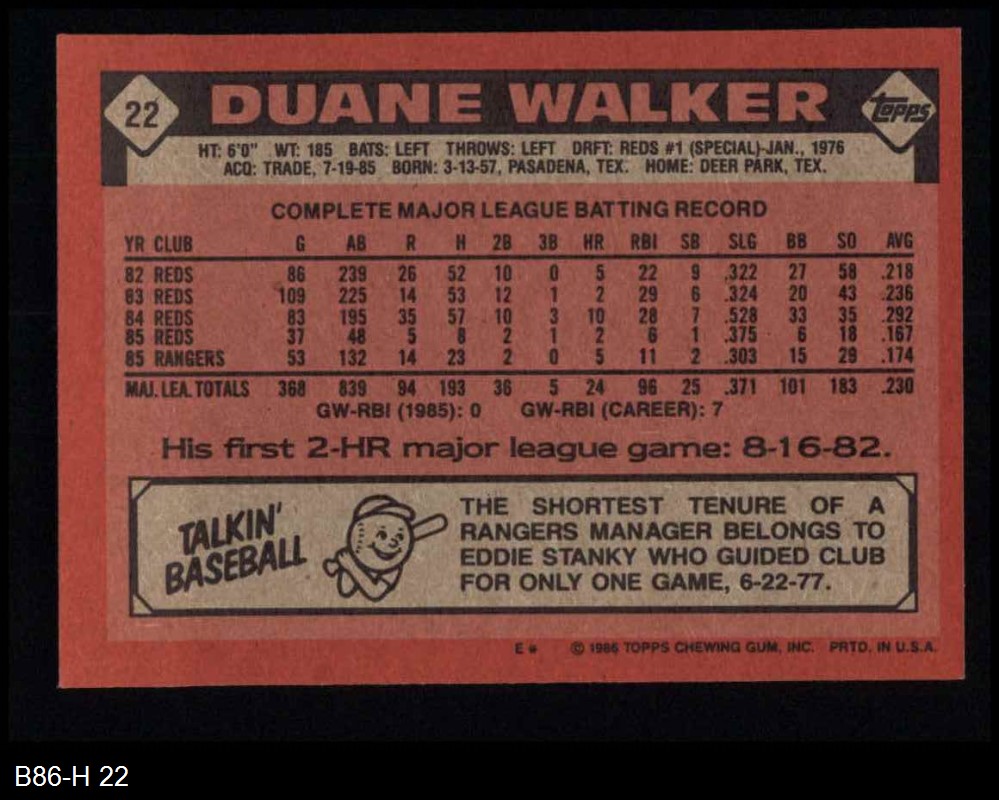 22
DUANE WALKER
topps
HT: 6'0" WT: 185 BATS: LEFT THROWS: LEFT DRFT: REDS #1 (SPECIAL)-JAN., 1976
ACQ: TRADE, 7-19-85 BORN: 3-13-57, PASADENA, TEX. HOME: DEER PARK, TEX.
COMPLETE MAJOR LEAGUE BATTING RECORD
YR CLUB G AB R H 2B 3B HR RBI SB SLG BB SO AVG
82 REDS 86 239 26 52 10 0 5 22 9 .322 27 58 .218
83 REDS 109 225 14 53 12 1 2 29 6 .324 20 43 .236
84 REDS 83 195 35 57 10 3 10 28 7 .528 33 35 .292
85 REDS 37 48 5 8 2 1 2 6 1 .375 6 18 .167
85 RANGERS 53 132 14 23 2 0 5 11 2 .303 15 29 .174
MAJ. LEA. TOTALS 368 839 94 193 36 5 24 96 25 .371 101 183 .230
GW-RBI (1985): 0 GW-RBI (CAREER): 7
His first 2-HR major league game: 8-16-82.
TALKIN'
BASEBALL
THE SHORTEST TENURE OF A
RANGERS MANAGER BELONGS TO
EDDIE STANKY WHO GUIDED CLUB
FOR ONLY ONE GAME, 6-22-77.
E* © 1986 TOPPS CHEWING GUM, INC. PRTD. IN U.S.A.
B86-H 22